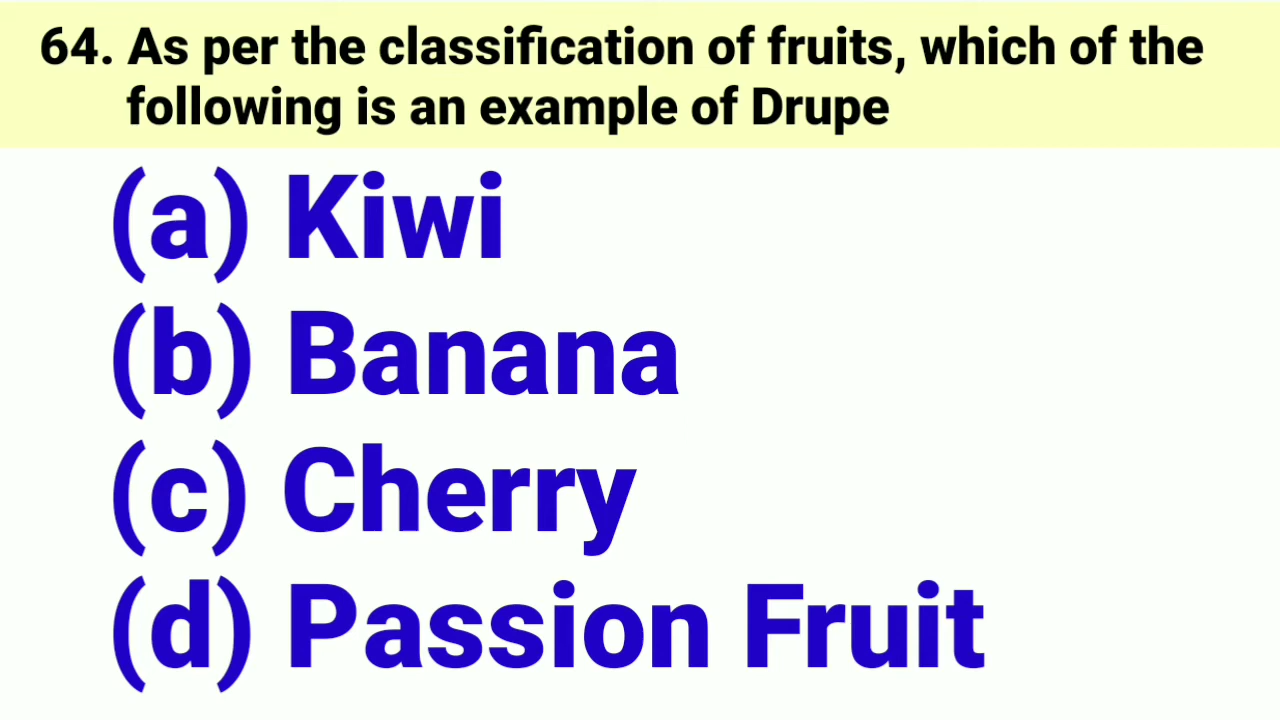 64. As per the classification of fruits, which of the
following is an example of Drupe
(a) Kiwi
(b) Banana
(c) Cherry
(d) Passion Fruit